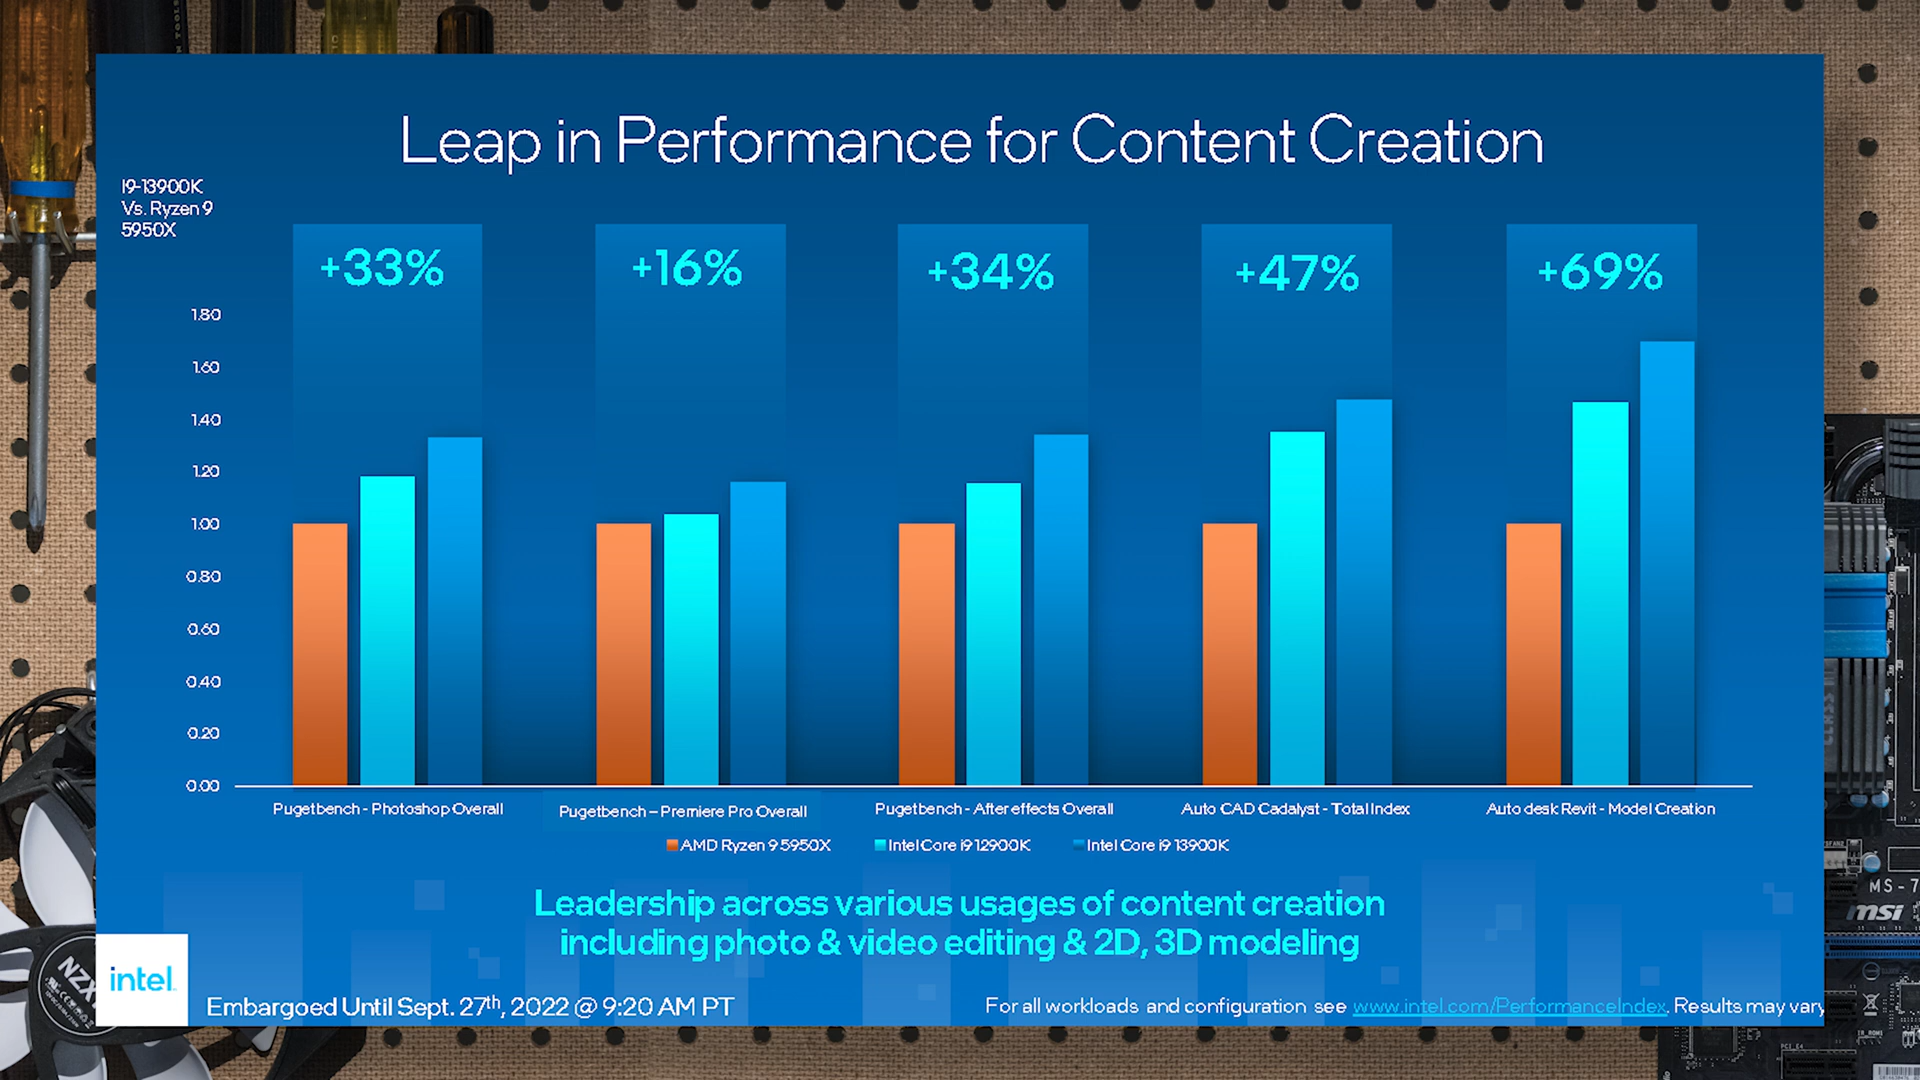 Leap in Performance for Content Creation
I9-13900K
Vs. Ryzen 9
5950X
+33%
+16%
+34%
+47%
+69%
1.80
1.60
1.40
1.20
1.00
0.80
0.60
0.40
0.20
0.00
Pugetbench - Photoshop Overall
Pugetbench – Premiere Pro Overall
Pugetbench - After effects Overall
Auto CAD Cadalyst - Total Index
Auto desk Revit - Model Creation
AMD Ryzen 9 5950X
Intel Core i9 12900K
Intel Core i9 13900K
Leadership across various usages of content creation
including photo & video editing & 2D, 3D modeling
intel.
Embargoed Until Sept. 27th, 2022 @ 9:20 AM PT
For all workloads and configuration see www.intel.com/PerformanceIndex. Results may vary
NZX
MS-7
msi
PCI_E4